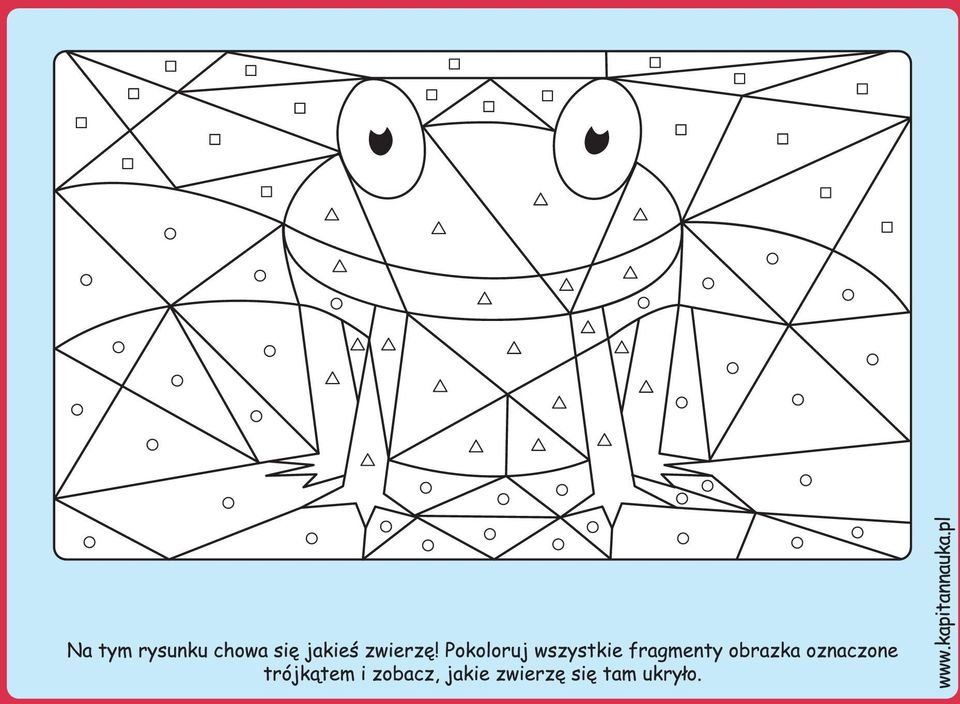 Na tym rysunku chowa się jakieś zwierzę! Pokoloruj wszystkie fragmenty obrazka oznaczone
trójkątem i zobacz, jakie zwierzę się tam ukryło.
www.kapitannauka.pl